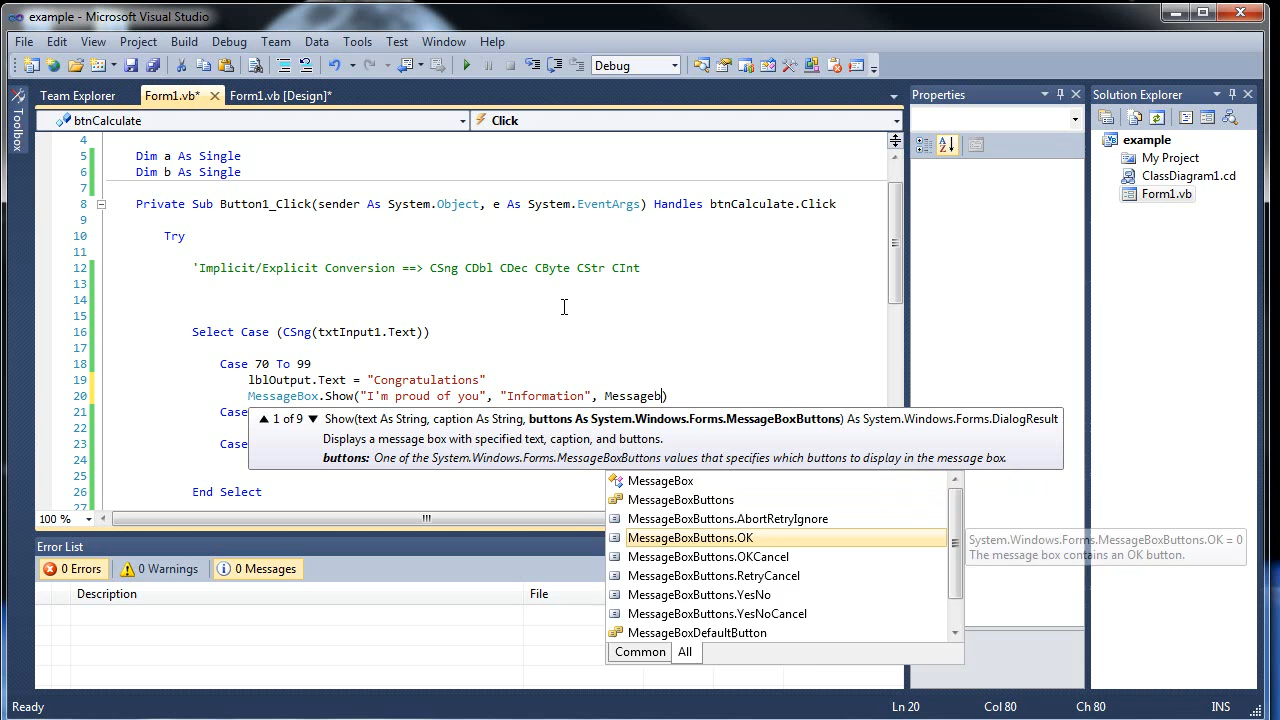 example - Microsoft Visual Studio
File Edit View Project Build Debug Team Data Tools Test Window Help
Debug
Team Explorer Form1.vb* Form1.vb [Design]*
btnCalculate Click
4
5 Dim a As Single
6 Dim b As Single
7
8 Private Sub Button1_Click(sender As System.Object, e As System.EventArgs) Handles btnCalculate.Click
9
10 Try
11
12 'Implicit/Explicit Conversion ==> CSng CDbl CDec CByte CStr CInt
13
14
15
16 Select Case (CSng(txtInput1.Text))
17
18 Case 70 To 99
19 lblOutput.Text = "Congratulations"
20 MessageBox.Show("I'm proud of you", "Information", Messageb)
21 Case
1 of 9 Show(text As String, caption As String, buttons As System.Windows.Forms.MessageBoxButtons) As System.Windows.Forms.DialogResult
22 Displays a message box with specified text, caption, and buttons.
23 Case
buttons: One of the System.Windows.Forms.MessageBoxButtons values that specifies which buttons to display in the message box.
24
25
26 End Select
27
MessageBox
MessageBoxButtons
MessageBoxButtons.AbortRetryIgnore
MessageBoxButtons.OK
MessageBoxButtons.OKCancel
MessageBoxButtons.RetryCancel
MessageBoxButtons.YesNo
MessageBoxButtons.YesNoCancel
MessageBoxDefaultButton
Common All
System.Windows.Forms.MessageBoxButtons.OK = 0
The message box contains an OK button.
100 %
Error List
0 Errors 0 Warnings 0 Messages
Description File
Toolbox
Properties
Solution Explorer
example
My Project
ClassDiagram1.cd
Form1.vb
Ready Ln 20 Col 80 Ch 80 INS